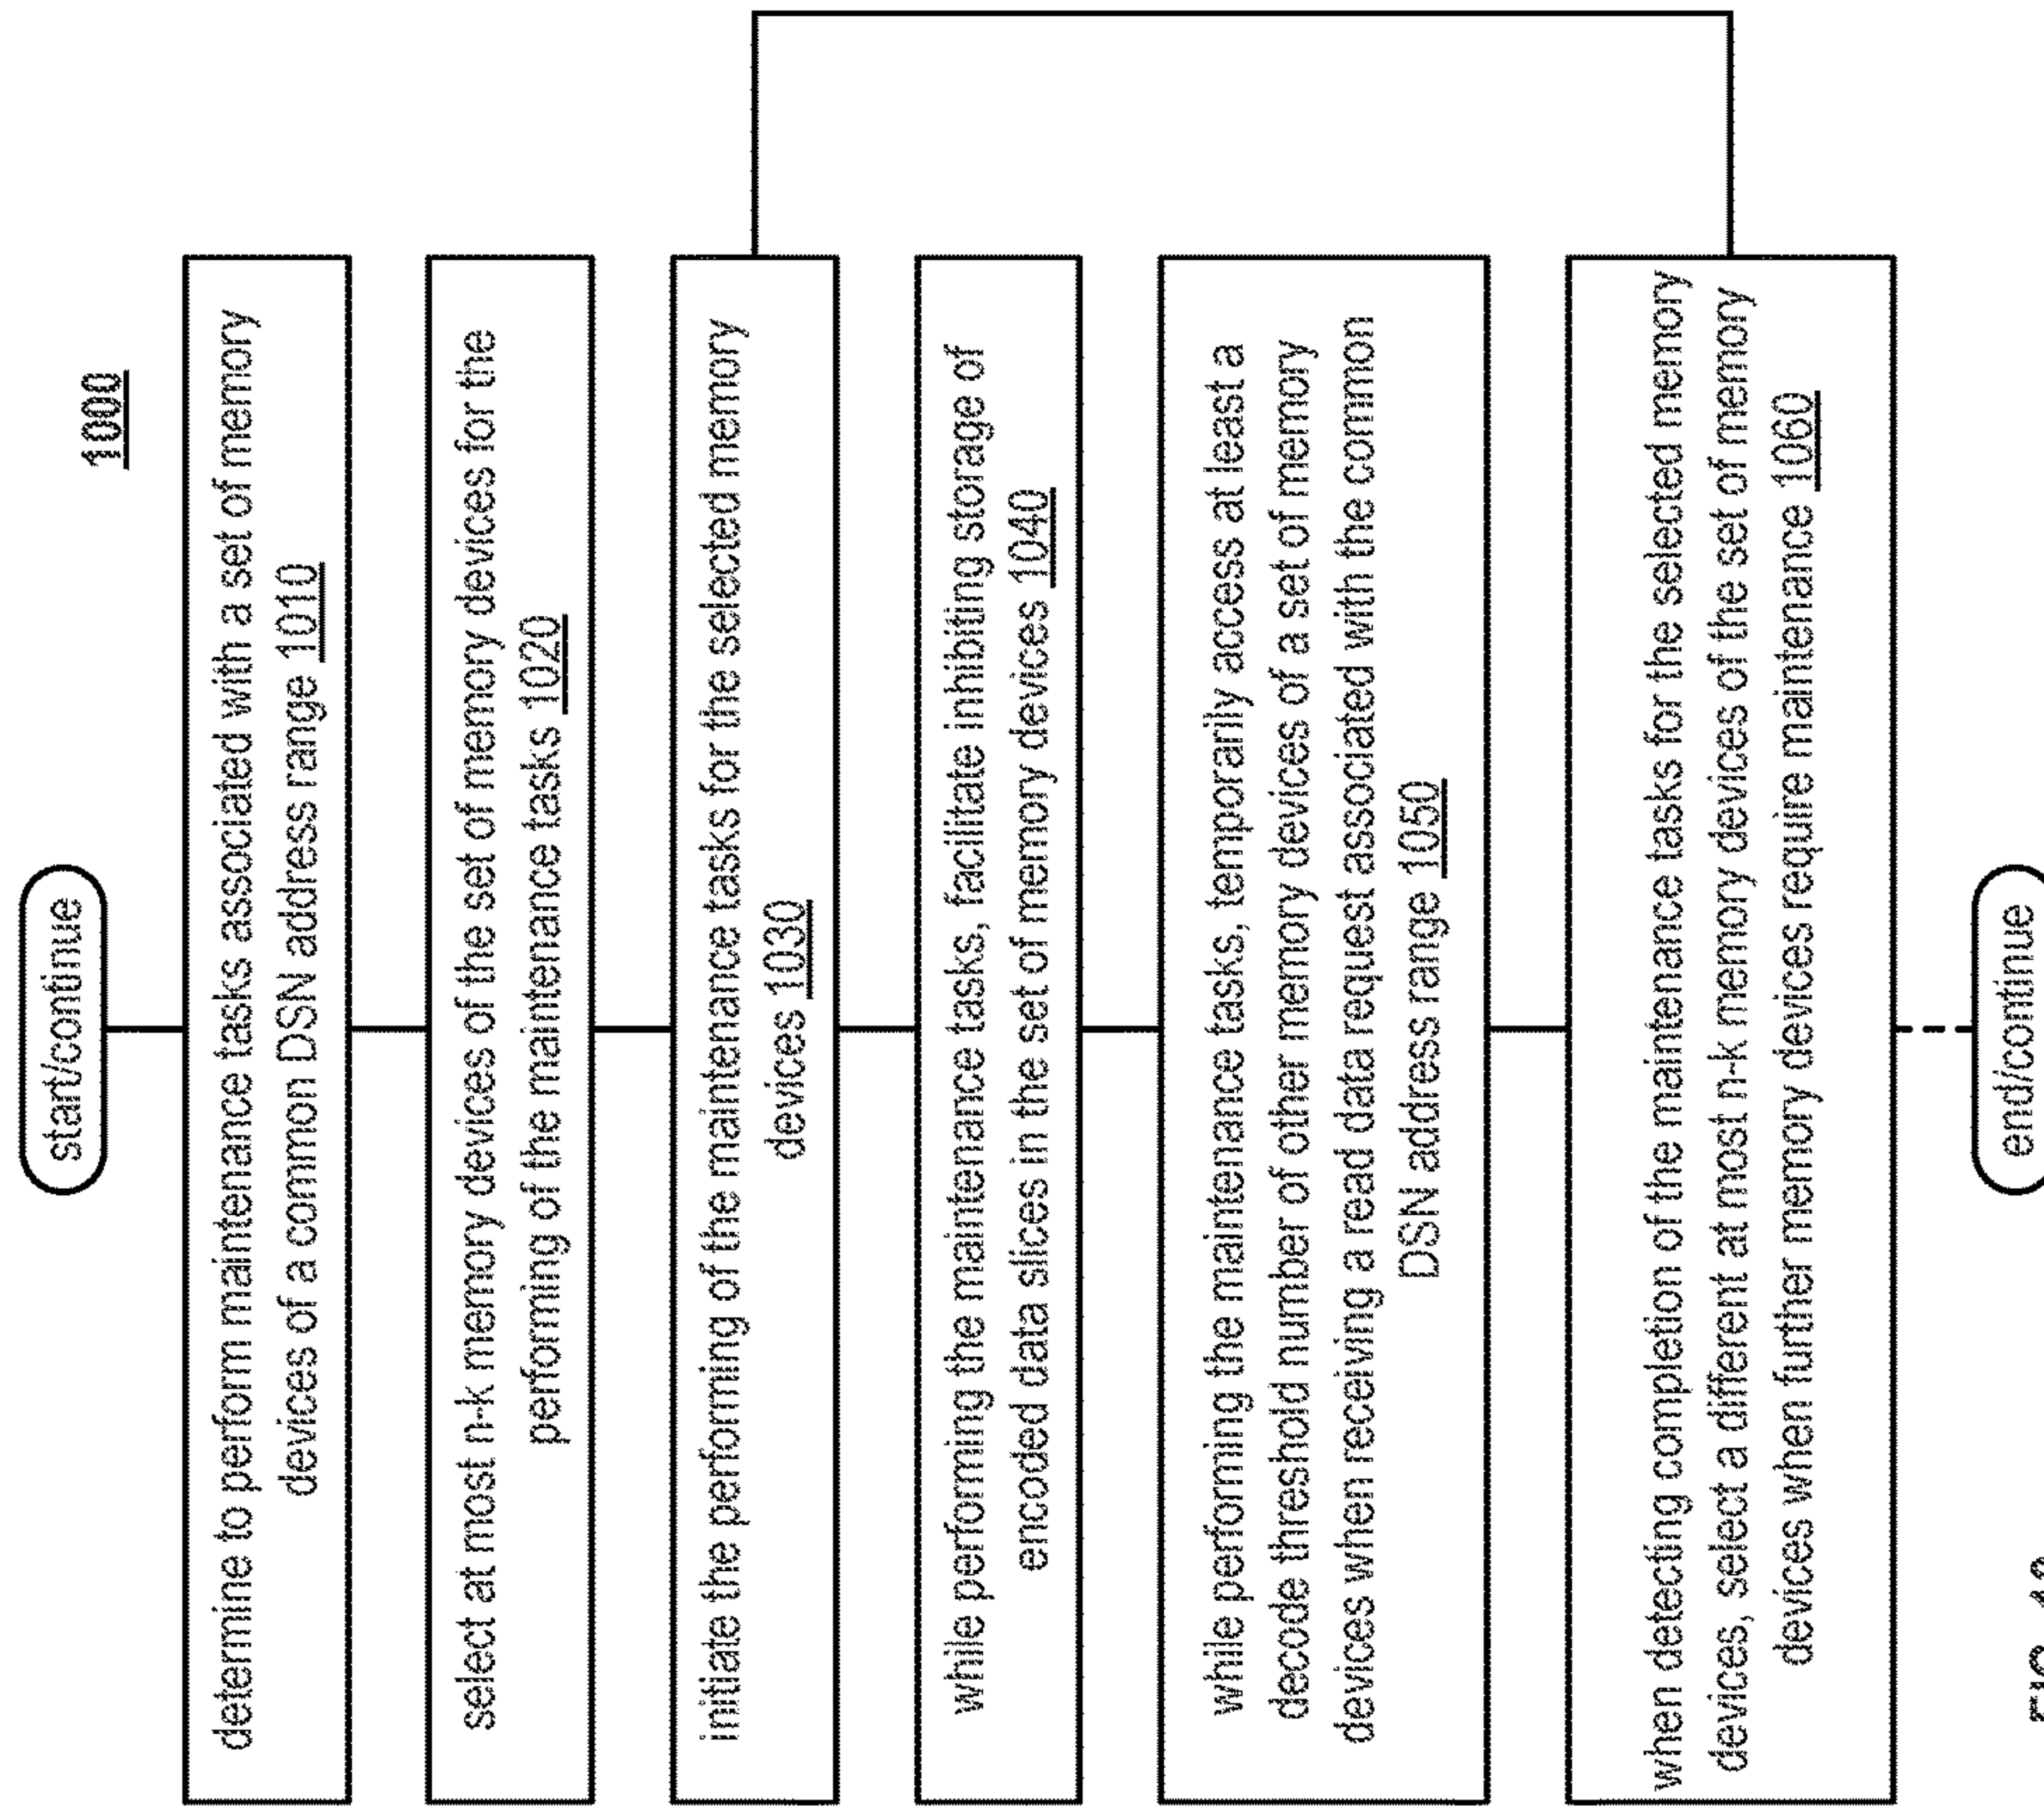 1000
start/continue
determine to perform maintenance tasks associated with a set of memory
devices of a common DSN address range 1010
select at most n-k memory devices of the set of memory devices for the
performing of the maintenance tasks 1020
initiate the performing of the maintenance tasks for the selected memory
devices 1030
while performing the maintenance tasks, facilitate inhibiting storage of
encoded data slices in the set of memory devices 1040
while performing the maintenance tasks, temporarily access at least a
decode threshold number of other memory devices of a set of memory
devices when receiving a read data request associated with the common
DSN address range 1050
when detecting completion of the maintenance tasks for the selected memory
devices, select a different at most n-k memory devices of the set of memory
devices when further memory devices require maintenance 1060
end/continue